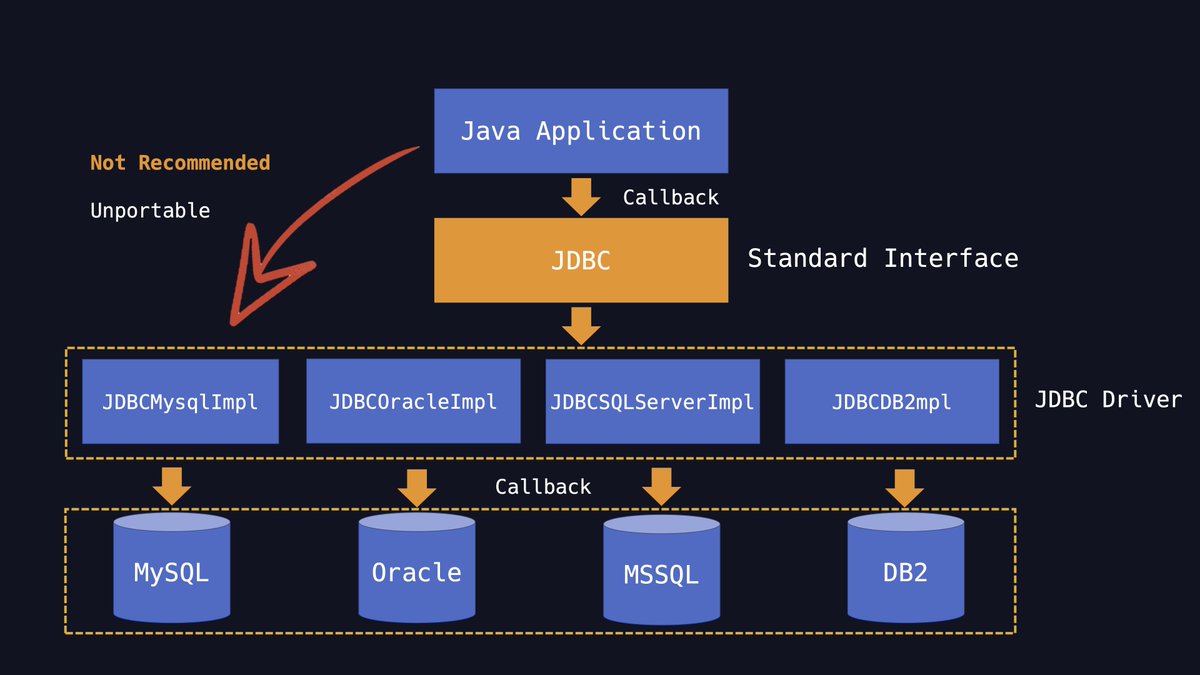 Java Application
Not Recommended
Unportable
Callback
JDBC
Standard Interface
JDBCMysqlImpl
JDBCOracleImpl
JDBCSQLServerImpl
JDBCDB2mpl
JDBC Driver
Callback
MySQL
Oracle
MSSQL
DB2